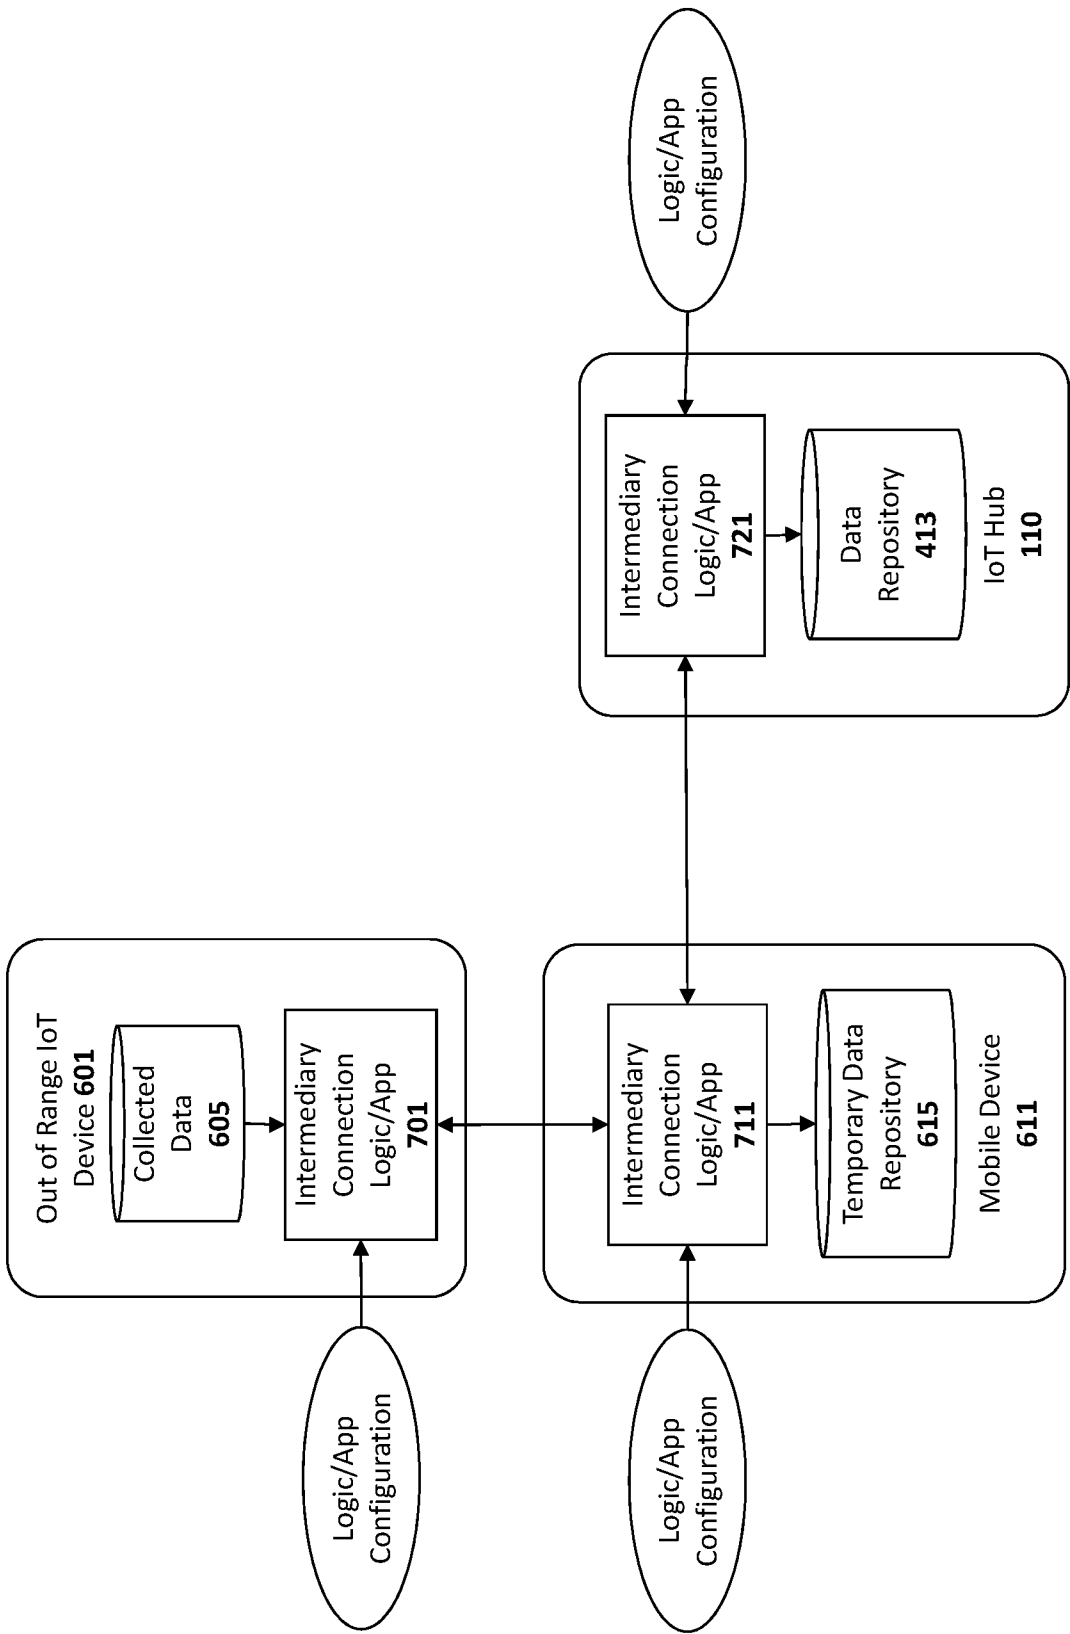 Out of Range IoT
Device 601
Collected
Data
605
Intermediary
Connection
Logic/App
701
Logic/App
Configuration
Intermediary
Connection
Logic/App
711
Temporary Data
Repository
615
Mobile Device
611
Logic/App
Configuration
Intermediary
Connection
Logic/App
721
Data
Repository
413
IoT Hub
110
Logic/App
Configuration